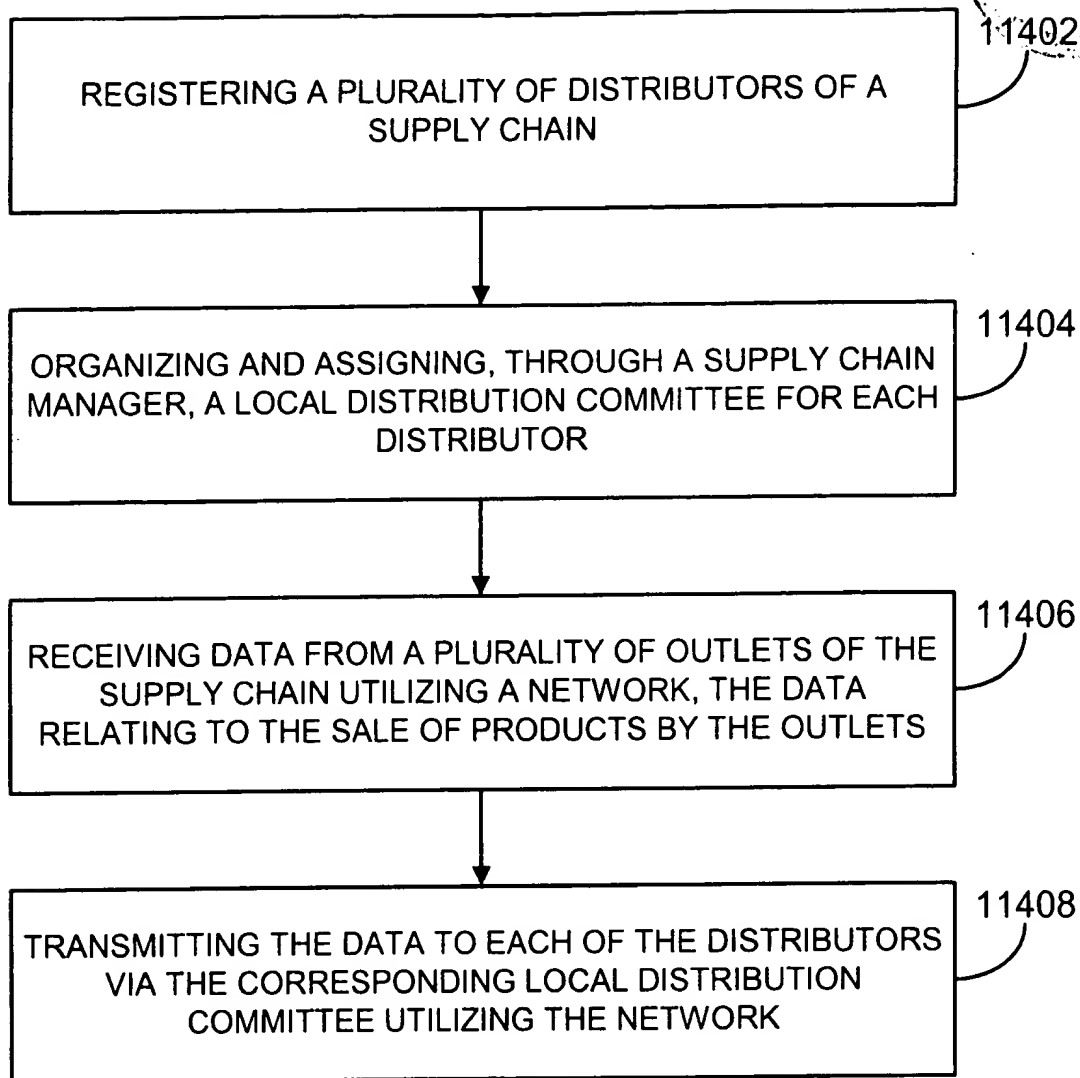 11402
REGISTERING A PLURALITY OF DISTRIBUTORS OF A
SUPPLY CHAIN
11404
ORGANIZING AND ASSIGNING, THROUGH A SUPPLY CHAIN
MANAGER, A LOCAL DISTRIBUTION COMMITTEE FOR EACH
DISTRIBUTOR
11406
RECEIVING DATA FROM A PLURALITY OF OUTLETS OF THE
SUPPLY CHAIN UTILIZING A NETWORK, THE DATA
RELATING TO THE SALE OF PRODUCTS BY THE OUTLETS
11408
TRANSMITTING THE DATA TO EACH OF THE DISTRIBUTORS
VIA THE CORRESPONDING LOCAL DISTRIBUTION
COMMITTEE UTILIZING THE NETWORK